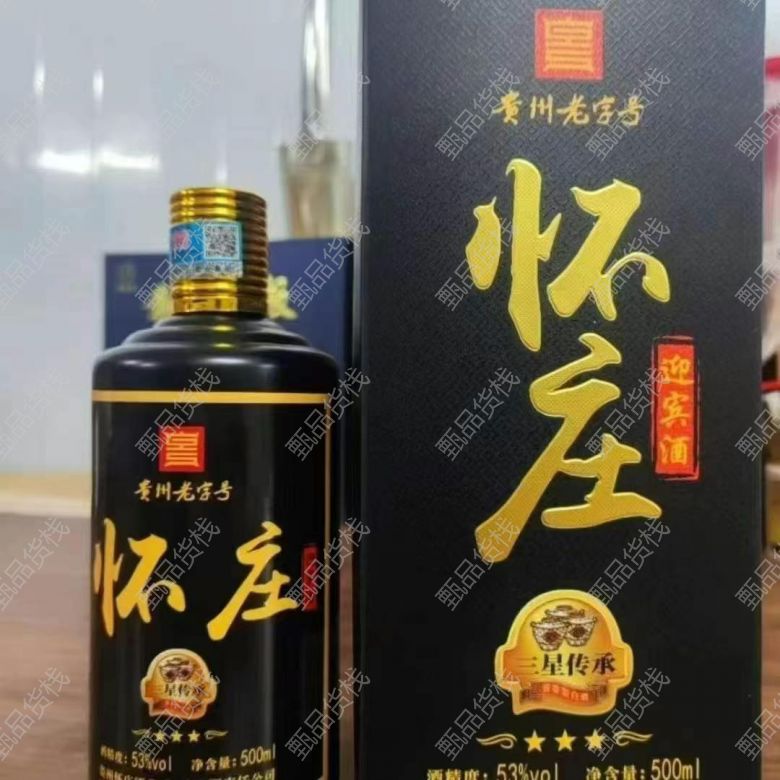 贵州老字号
怀庄
三星传承
酒精度:53%vol 净含量:500ml
貴州老字号
怀庄
迎宾酒
三星传承
酒精度:53%vol 净含量:500ml
甄品货栈